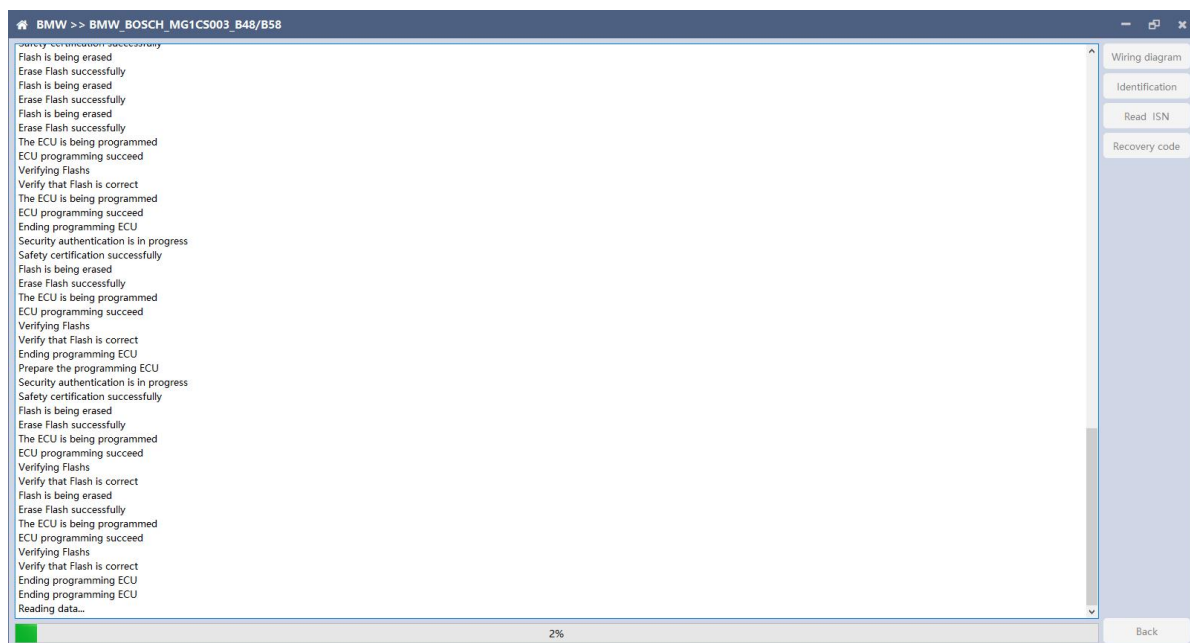 BMW >> BMW_BOSCH_MG1CS003_B48/B58
Safety certification successfully
Flash is being erased
Erase Flash successfully
Flash is being erased
Erase Flash successfully
Flash is being erased
Erase Flash successfully
The ECU is being programmed
ECU programming succeed
Verifying Flashs
Verify that Flash is correct
The ECU is being programmed
ECU programming succeed
Ending programming ECU
Security authentication is in progress
Safety certification successfully
Flash is being erased
Erase Flash successfully
The ECU is being programmed
ECU programming succeed
Verifying Flashs
Verify that Flash is correct
Ending programming ECU
Prepare the programming ECU
Security authentication is in progress
Safety certification successfully
Flash is being erased
Erase Flash successfully
The ECU is being programmed
ECU programming succeed
Verifying Flashs
Verify that Flash is correct
Flash is being erased
Erase Flash successfully
The ECU is being programmed
ECU programming succeed
Verifying Flashs
Verify that Flash is correct
Ending programming ECU
Ending programming ECU
Reading data...
2%
Wiring diagram
Identification
Read ISN
Recovery code
Back